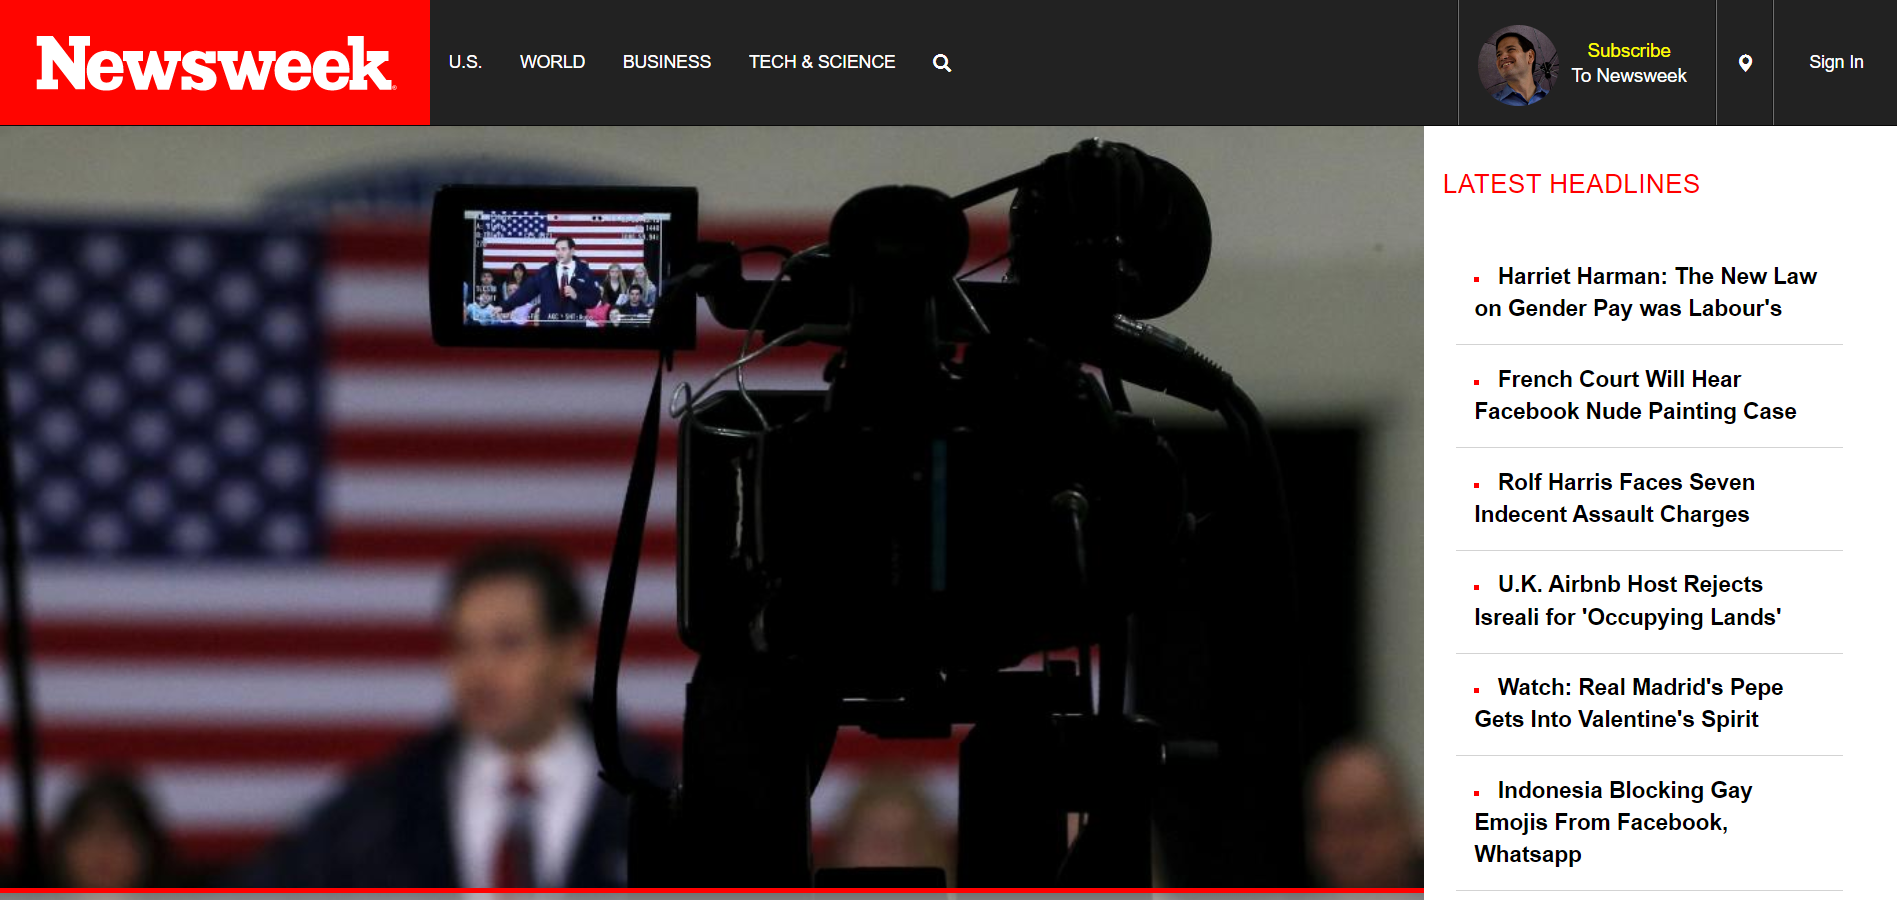 Newsweek
U.S. WORLD BUSINESS TECH & SCIENCE
Subscribe
To Newsweek
Sign In
LATEST HEADLINES
Harriet Harman: The New Law
on Gender Pay was Labour's
French Court Will Hear
Facebook Nude Painting Case
Rolf Harris Faces Seven
Indecent Assault Charges
U.K. Airbnb Host Rejects
Isreali for 'Occupying Lands'
Watch: Real Madrid's Pepe
Gets Into Valentine's Spirit
Indonesia Blocking Gay
Emojis From Facebook,
Whatsapp